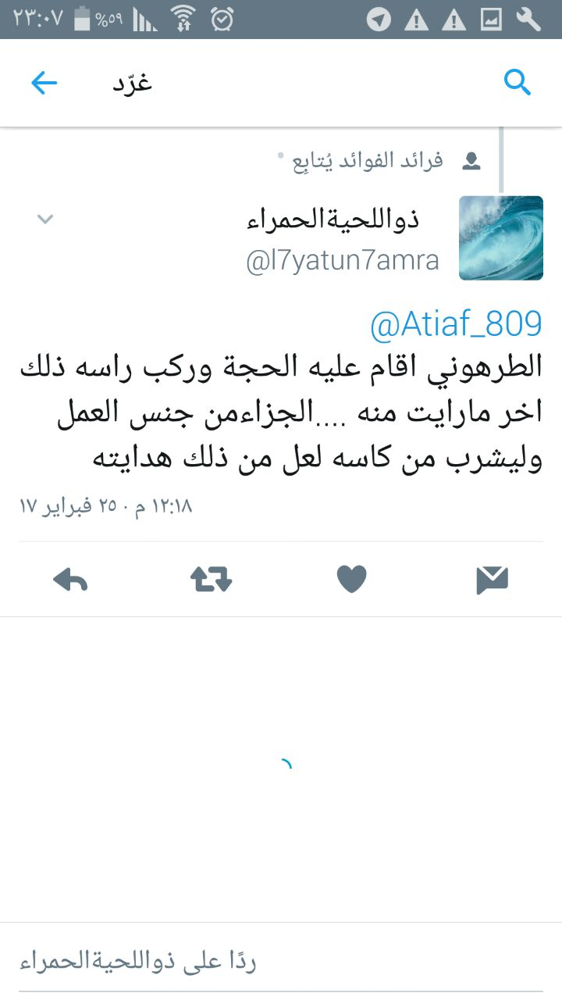 ٢٣:٠٧ %٥٩
غرّد
فرائد الفوائد يُتابِع
ذواللحيةالحمراء
@l7yatun7amra
@Atiaf_809
الطرهوني اقام عليه الحجة وركب راسه ذلك
اخر مارايت منه ....الجزاءمن جنس العمل
وليشرب من كاسه لعل من ذلك هدايته
١٢:١٨ م · ٢٥ فبراير ١٧
ردًا على ذواللحيةالحمراء